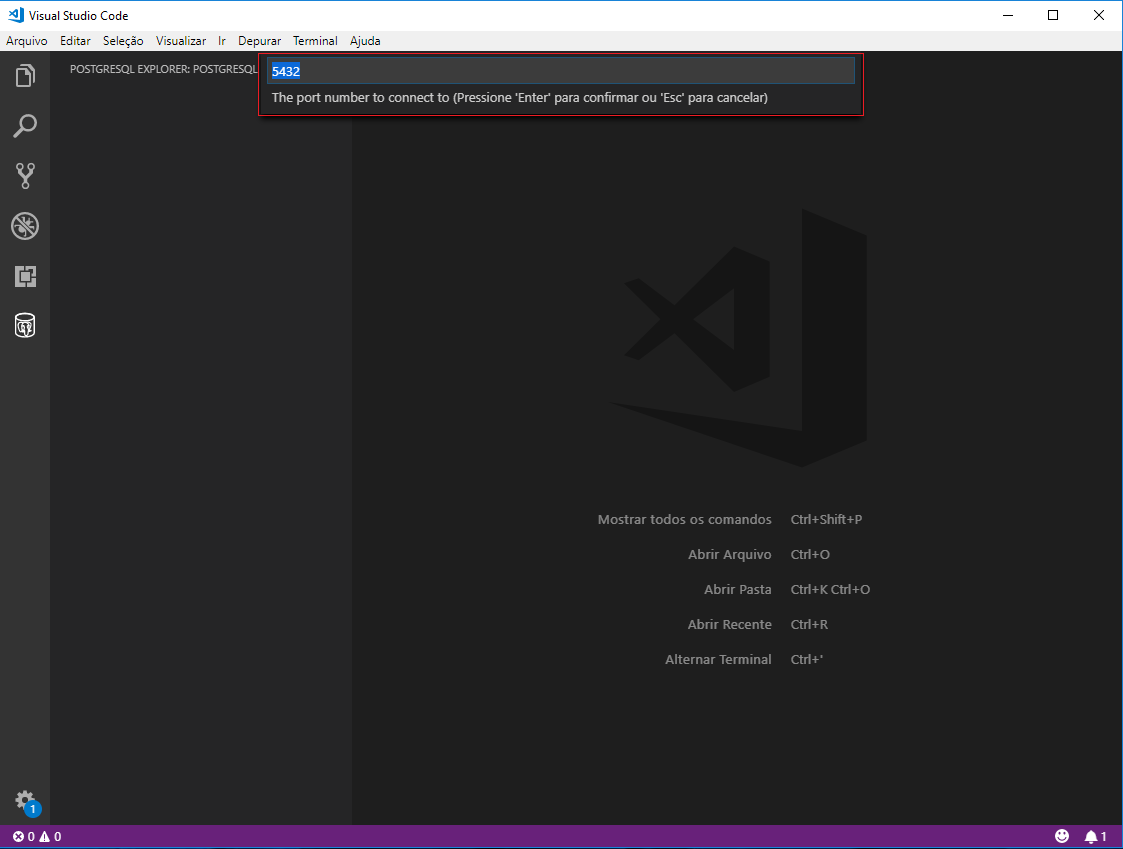 Visual Studio Code
Arquivo Editar Seleção Visualizar Ir Depurar Terminal Ajuda
POSTGRESQL EXPLORER: POSTGRESQL
5432
The port number to connect to (Pressione 'Enter' para confirmar ou 'Esc' para cancelar)
Mostrar todos os comandos Ctrl+Shift+P
Abrir Arquivo Ctrl+O
Abrir Pasta Ctrl+K Ctrl+O
Abrir Recente Ctrl+R
Alternar Terminal Ctrl+'
1
0 0 1